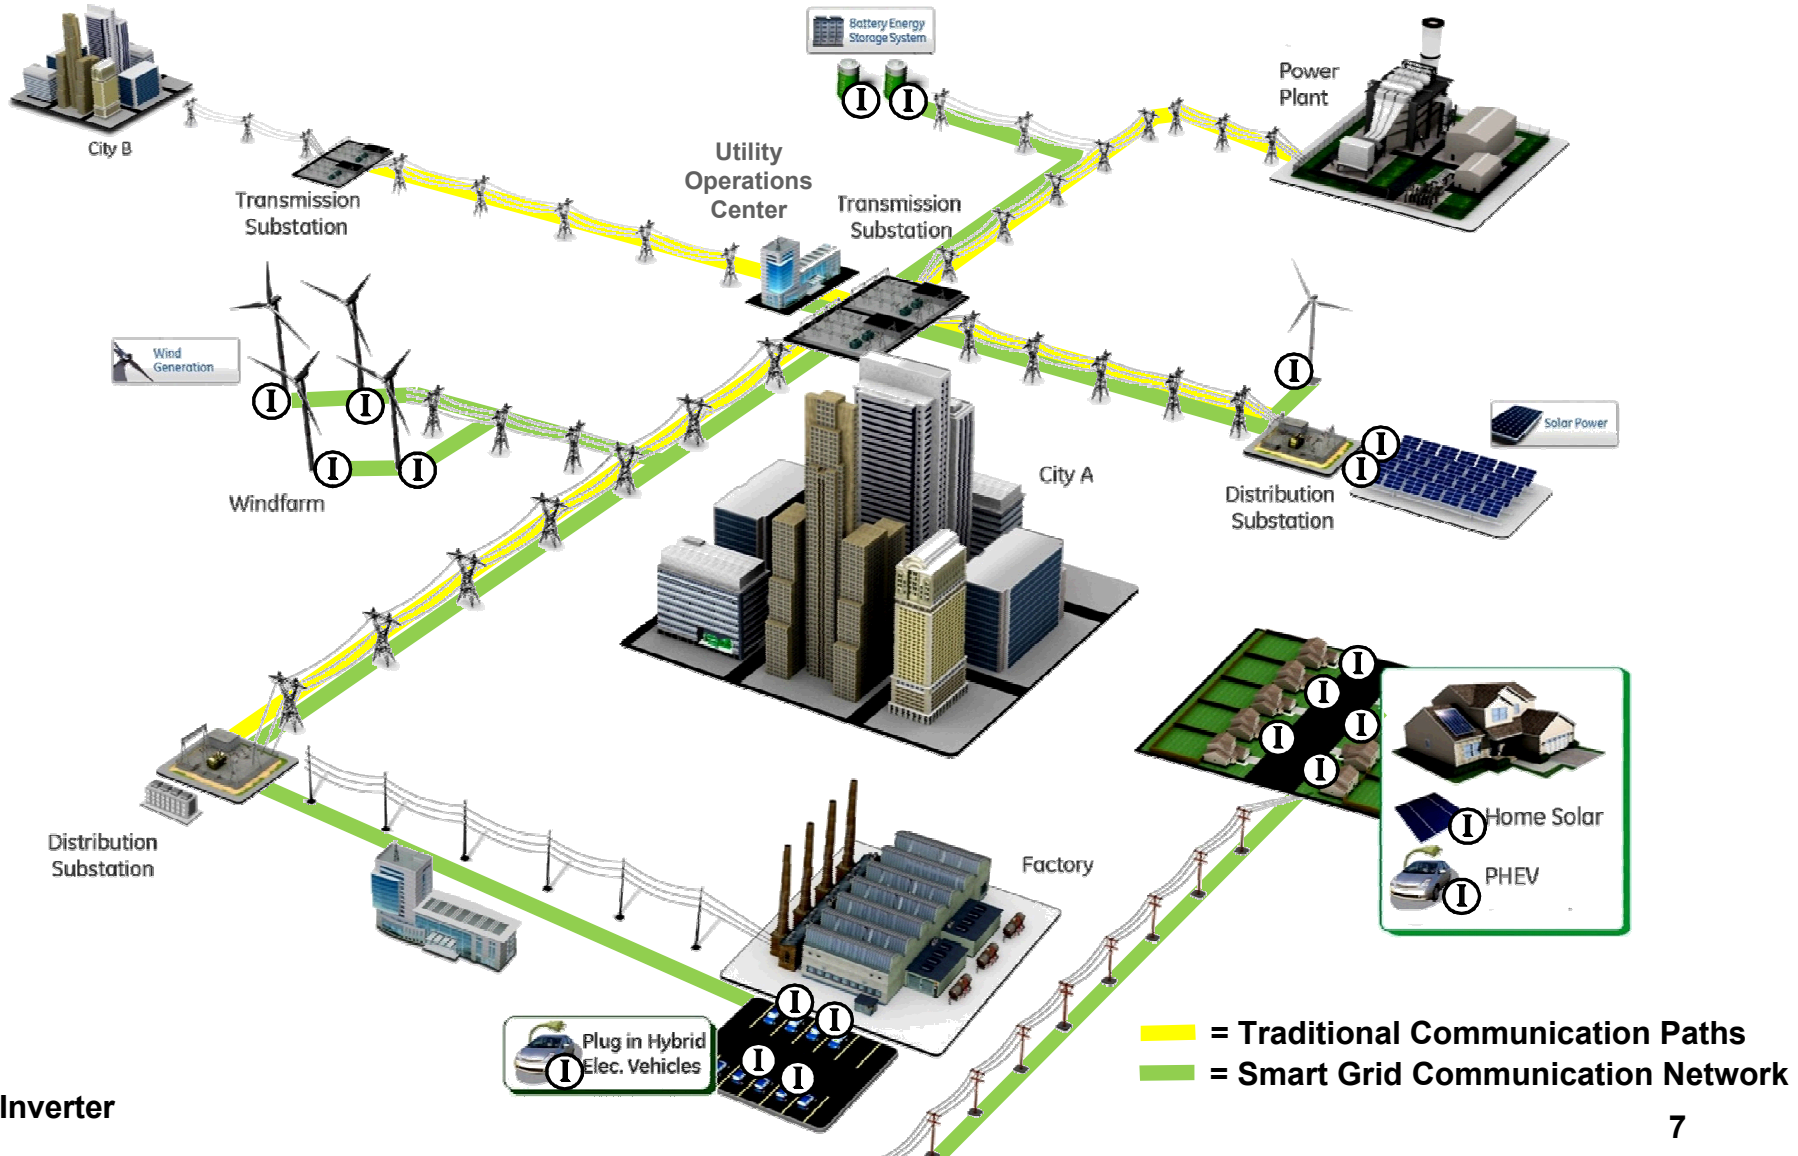 Battery Energy
Storage System
Power
Plant
City B
Utility
Operations
Center
Transmission
Substation
Transmission
Substation
I
I
Wind
Generation
I
I
I
I
Windfarm
I
Solar Power
I
I
City A
Distribution
Substation
I
I
I
I
I
I
Home Solar
I
PHEV
I
Distribution
Substation
Factory
I
I
I
I
Plug in Hybrid
Elec. Vehicles
I
= Traditional Communication Paths
= Smart Grid Communication Network
Inverter
7